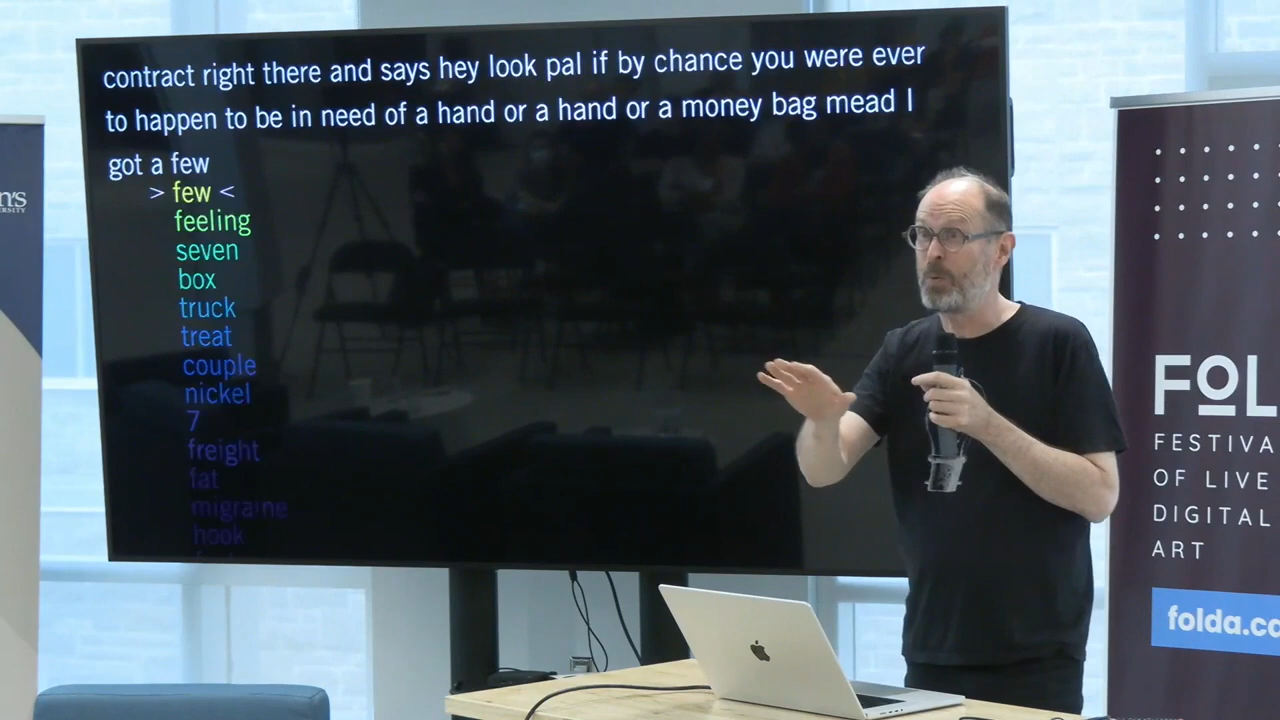 contract right there and says hey look pal if by chance you were ever
to happen to be in need of a hand or a hand or a money bag mead I
got a few
> few <
feeling
seven
box
truck
treat
couple
nickel
7
freight
fat
migraine
hook
FOL
FESTIVA
OF LIVE
DIGITAL
ART
folda.ca